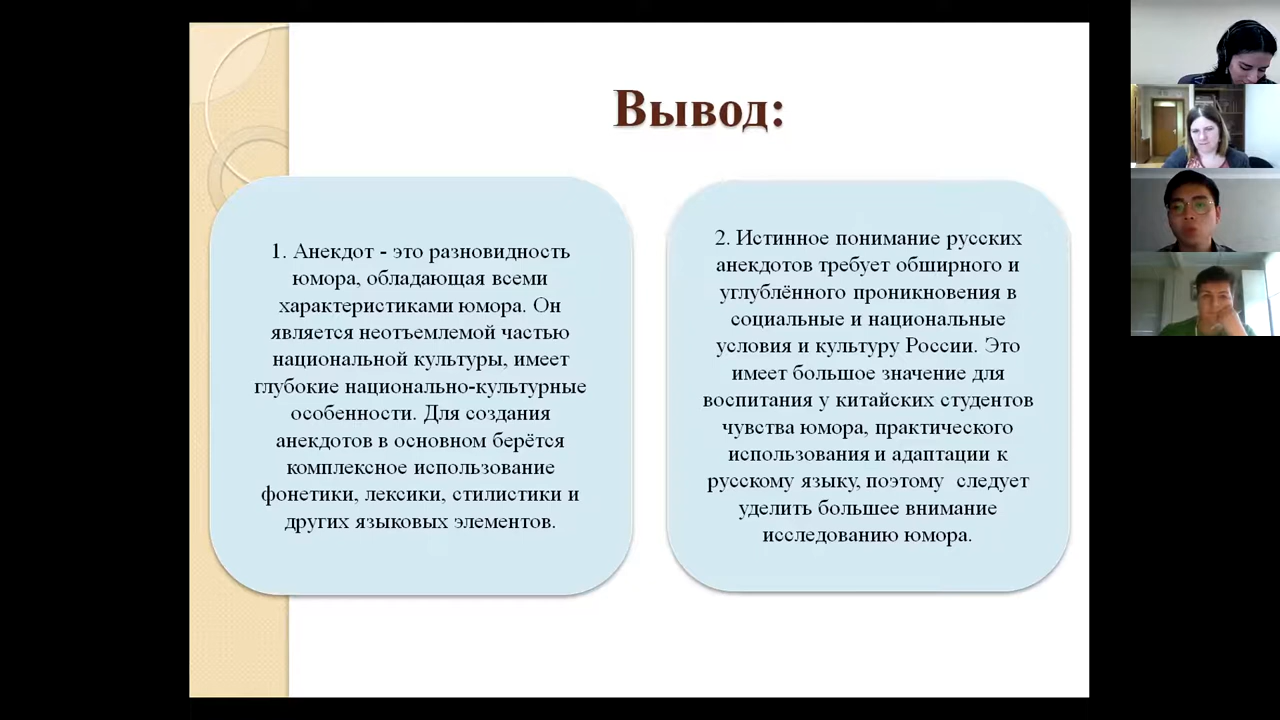 Вывод:
1. Анекдот - это разновидность
юмора, обладающая всеми
характеристиками юмора. Он
является неотъемлемой частью
национальной культуры, имеет
глубокие национально-культурные
особенности. Для создания
анекдотов в основном берётся
комплексное использование
фонетики, лексики, стилистики и
других языковых элементов.
2. Истинное понимание русских
анекдотов требует обширного и
углублённого проникновения в
социальные и национальные
условия и культуру России. Это
имеет большое значение для
воспитания у китайских студентов
чувства юмора, практического
использования и адаптации к
русскому языку, поэтому  следует
уделить большее внимание
исследованию юмора.